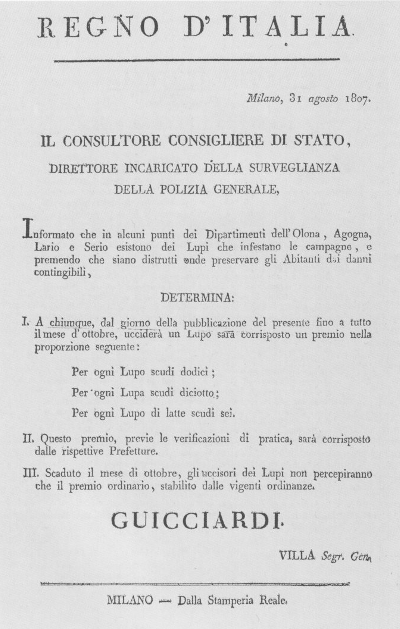 REGNO D'ITALIA.
Milano, 31 agosto 1807.
IL CONSULTORE CONSIGLIERE DI STATO,
DIRETTORE INCARICATO DELLA SURVEGLIANZA
DELLA POLIZIA GENERALE,
Informato che in alcuni punti dei Dipartimenti dell'Olona, Agogna,
Lario e Serio esistono dei Lupi che infestano le campagne, e
premendo che siano distrutti onde preservare gli Abitanti dai danni
contingibili,
DETERMINA:
I. A chiunque, dal giorno della pubblicazione del presente fino a tutto
il mese d'ottobre, ucciderà un Lupo sarà corrisposto un premio nella
proporzione seguente:
Per ogni Lupo scudi dodici;
Per ogni Lupa scudi diciotto;
Per ogni Lupo di latte scudi sei.
II. Questo premio, previe le verificazioni di pratica, sarà corrisposto
dalle rispettive Prefetture.
III. Scaduto il mese di ottobre, gli uccisori dei Lupi non percepiranno
che il premio ordinario, stabilito dalle vigenti ordinanze.
GUICCIARDI.
VILLA Segr. Gen.
MILANO — Dalla Stamperia Reale.